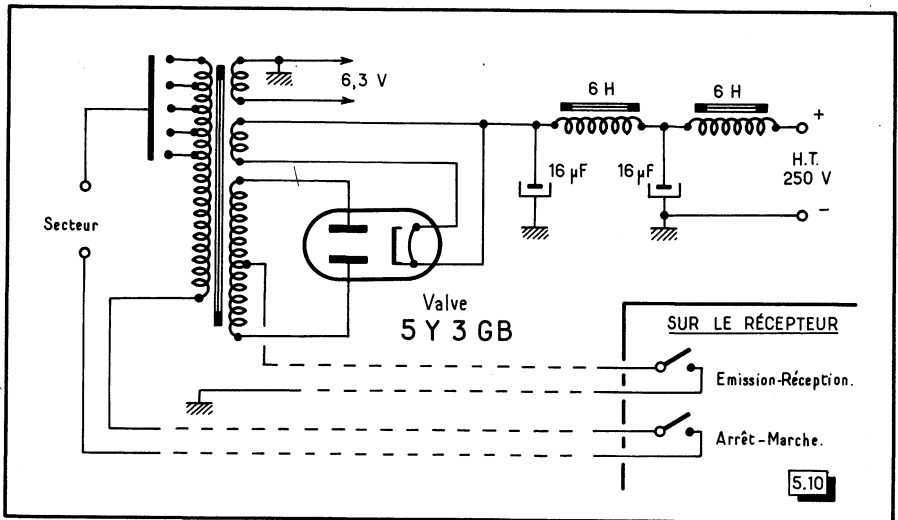 6,3 V
6 H
6 H
+
16 µF
16 µF
H.T.
250 V
−
Secteur
Valve
5 Y 3 GB
SUR LE RÉCEPTEUR
Emission-Réception.
Arrêt-Marche.
5.10